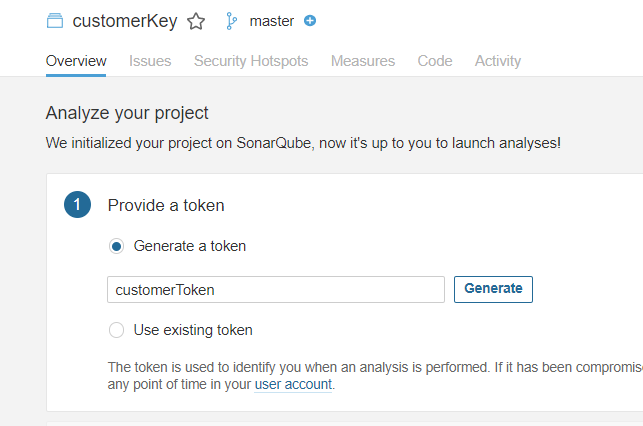 customerKey master
Overview Issues Security Hotspots Measures Code Activity
Analyze your project
We initialized your project on SonarQube, now it's up to you to launch analyses!
1 Provide a token
Generate a token
customerToken Generate
Use existing token
The token is used to identify you when an analysis is performed. If it has been
any point of time in your user account.